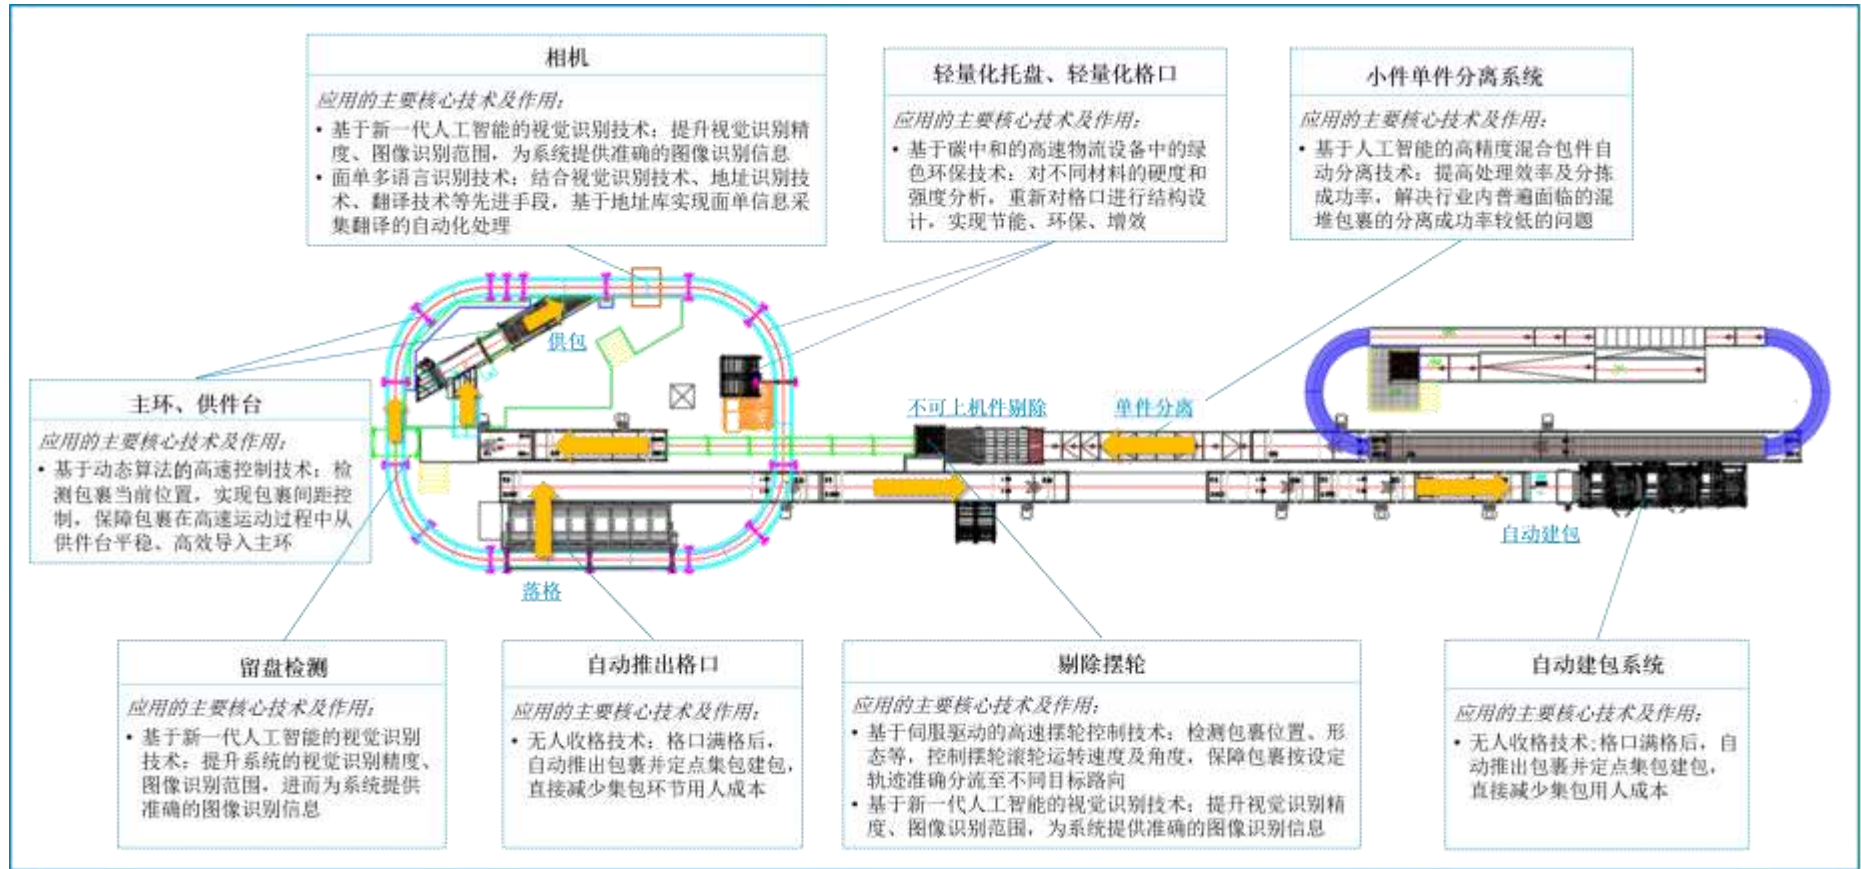 相机
应用的主要核心技术及作用：
• 基于新一代人工智能的视觉识别技术：提升视觉识别精
度、图像识别范围，为系统提供准确的图像识别信息
• 面单多语言识别技术：结合视觉识别技术、地址识别技
术、翻译技术等先进手段，基于地址库实现面单信息采
集翻译的自动化处理
轻量化托盘、轻量化格口
应用的主要核心技术及作用：
• 基于碳中和的高速物流设备中的绿
色环保技术：对不同材料的硬度和
强度分析，重新对格口进行结构设
计，实现节能、环保、增效
小件单件分离系统
应用的主要核心技术及作用：
• 基于人工智能的高精度混合包件自
动分离技术：提高处理效率及分拣
成功率，解决行业内普遍面临的混
堆包裹的分离成功率较低的问题
供包
主环、供件台
应用的主要核心技术及作用：
• 基于动态算法的高速控制技术：检
测包裹当前位置，实现包裹间距控
制，保障包裹在高速运动过程中从
供件台平稳、高效导入主环
不可上机件剔除
单件分离
自动建包
落格
留盘检测
应用的主要核心技术及作用：
• 基于新一代人工智能的视觉识别
技术：提升系统的视觉识别精度、
图像识别范围，进而为系统提供
准确的图像识别信息
自动推出格口
应用的主要核心技术及作用：
• 无人收格技术：格口满格后，
自动推出包裹并定点集包建包，
直接减少集包环节用人成本
剔除摆轮
应用的主要核心技术及作用：
• 基于伺服驱动的高速摆轮控制技术：检测包裹位置、形
态等，控制摆轮滚轮运转速度及角度，保障包裹按设定
轨迹准确分流至不同目标路向
• 基于新一代人工智能的视觉识别技术：提升视觉识别精
度、图像识别范围，为系统提供准确的图像识别信息
自动建包系统
应用的主要核心技术及作用：
• 无人收格技术:格口满格后，自
动推出包裹并定点集包建包，
直接减少集包用人成本